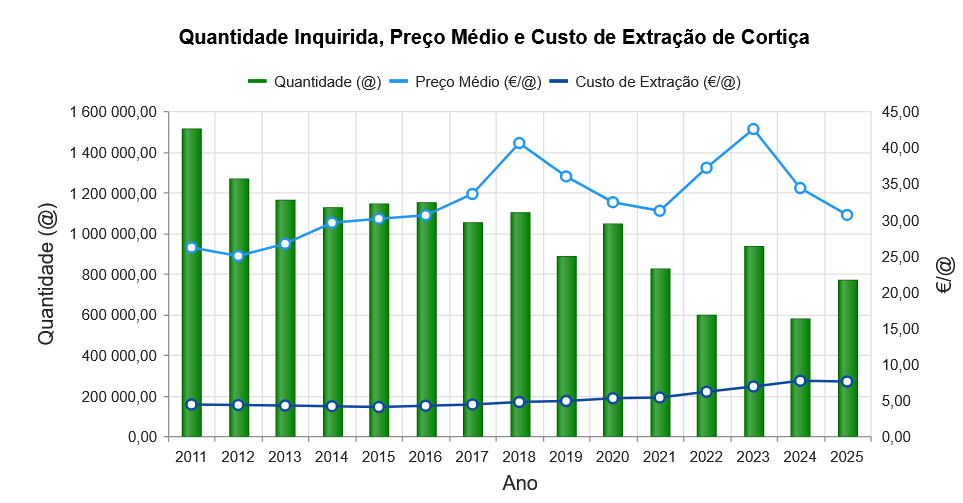 Quantidade Inquirida, Preço Médio e Custo de Extração de Cortiça
Quantidade (@) Preço Médio (€/@) Custo de Extração (€/@)
1 600 000,00 45,00
1 400 000,00 40,00
1 200 000,00 35,00
1 000 000,00 30,00
800 000,00 25,00
600 000,00 20,00
400 000,00 15,00
200 000,00 10,00
0,00 5,00
0,00
Quantidade (@)
€/@
2011 2012 2013 2014 2015 2016 2017 2018 2019 2020 2021 2022 2023 2024 2025
Ano